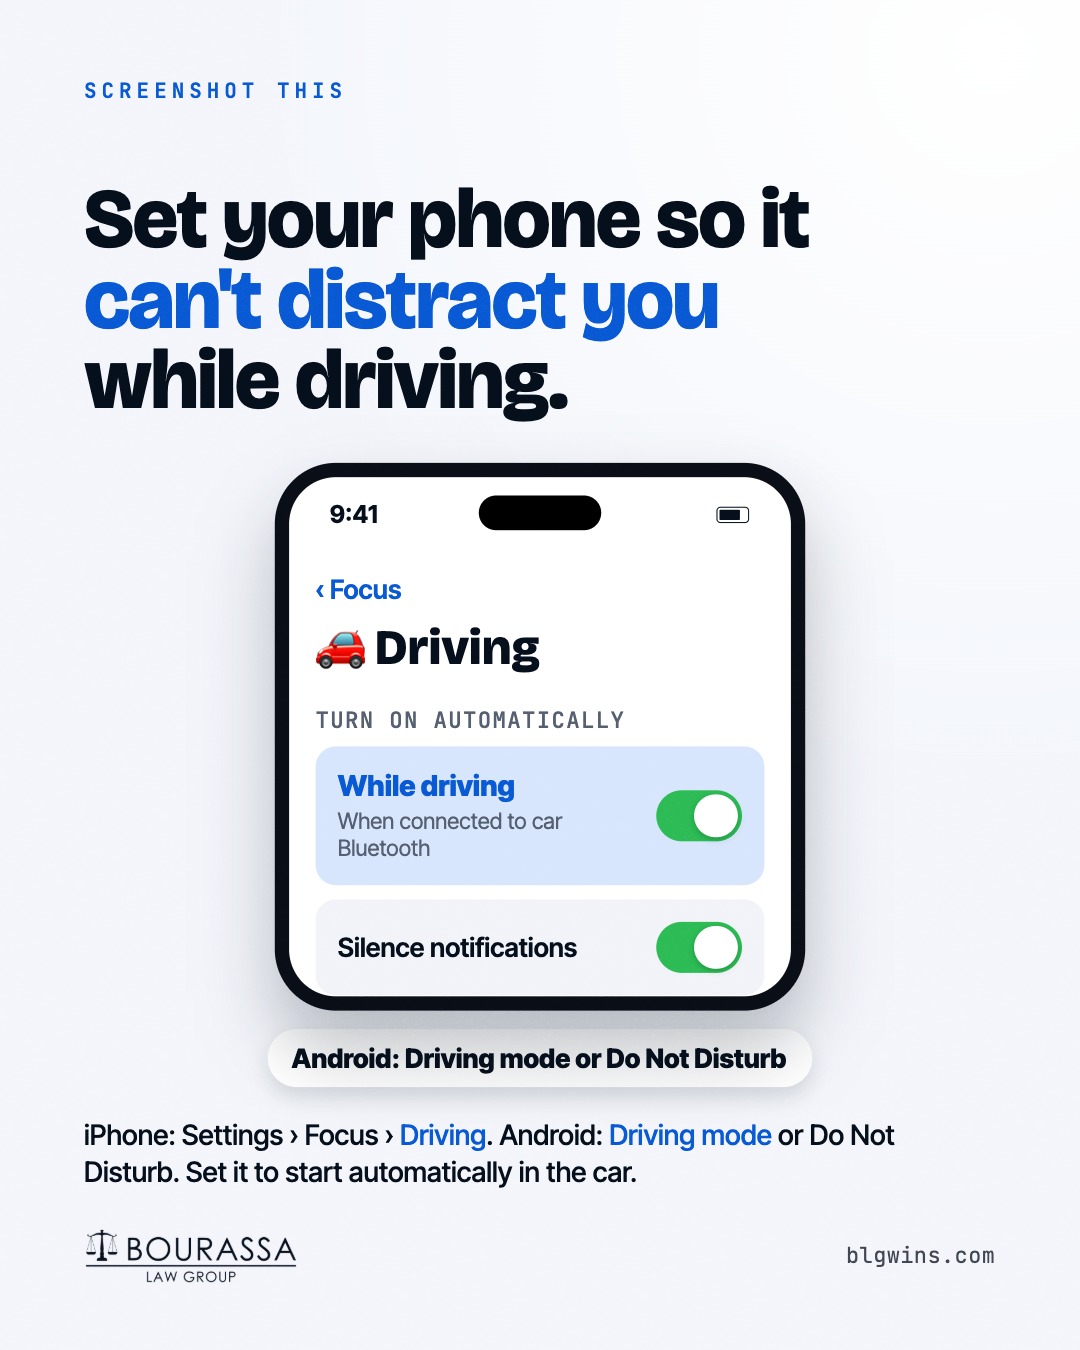 SCREENSHOT THIS
Set your phone so it
can't distract you
while driving.
9:41
‹ Focus
Driving
TURN ON AUTOMATICALLY
While driving
When connected to car
Bluetooth
Silence notifications
Android: Driving mode or Do Not Disturb
iPhone: Settings › Focus › Driving. Android: Driving mode or Do Not
Disturb. Set it to start automatically in the car.
BOURASSA
LAW GROUP
blgwins.com